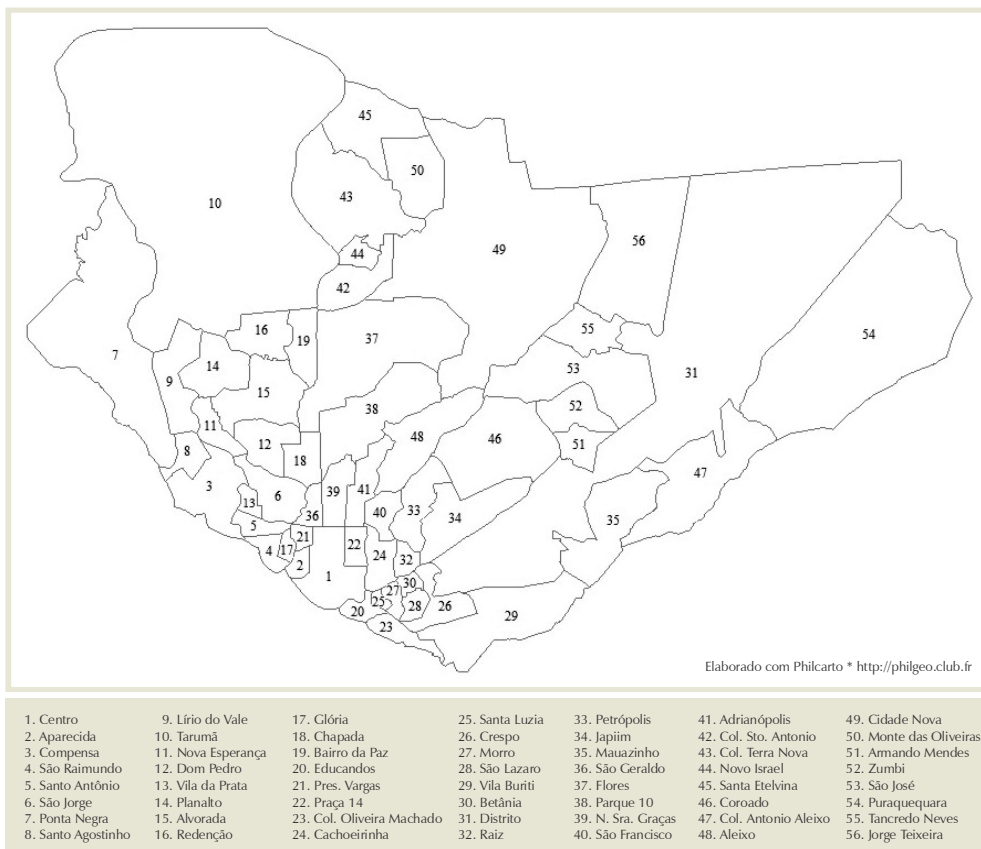 45
50
10
43
49
56
44
42
16
19
37
55
7
14
53
54
9
31
15
38
52
11
46
12
48
51
8
18
47
3
39
41
13
6
40
33
34
36
35
5
21
22
4
17
24
32
2
1
30
27
25
28
26
20
29
23
Elaborado com Philcarto * http://philgeo.club.fr
1. Centro
2. Aparecida
3. Compensa
4. São Raimundo
5. Santo Antônio
6. São Jorge
7. Ponta Negra
8. Santo Agostinho
9. Lírio do Vale
10. Tarumã
11. Nova Esperança
12. Dom Pedro
13. Vila da Prata
14. Planalto
15. Alvorada
16. Redenção
17. Glória
18. Chapada
19. Bairro da Paz
20. Educandos
21. Pres. Vargas
22. Praça 14
23. Col. Oliveira Machado
24. Cachoeirinha
25. Santa Luzia
26. Crespo
27. Morro
28. São Lazaro
29. Vila Buriti
30. Betânia
31. Distrito
32. Raiz
33. Petrópolis
34. Japiim
35. Mauazinho
36. São Geraldo
37. Flores
38. Parque 10
39. N. Sra. Graças
40. São Francisco
41. Adrianópolis
42. Col. Sto. Antonio
43. Col. Terra Nova
44. Novo Israel
45. Santa Etelvina
46. Coroado
47. Col. Antonio Aleixo
48. Aleixo
49. Cidade Nova
50. Monte das Oliveiras
51. Armando Mendes
52. Zumbi
53. São José
54. Puraquequara
55. Tancredo Neves
56. Jorge Teixeira